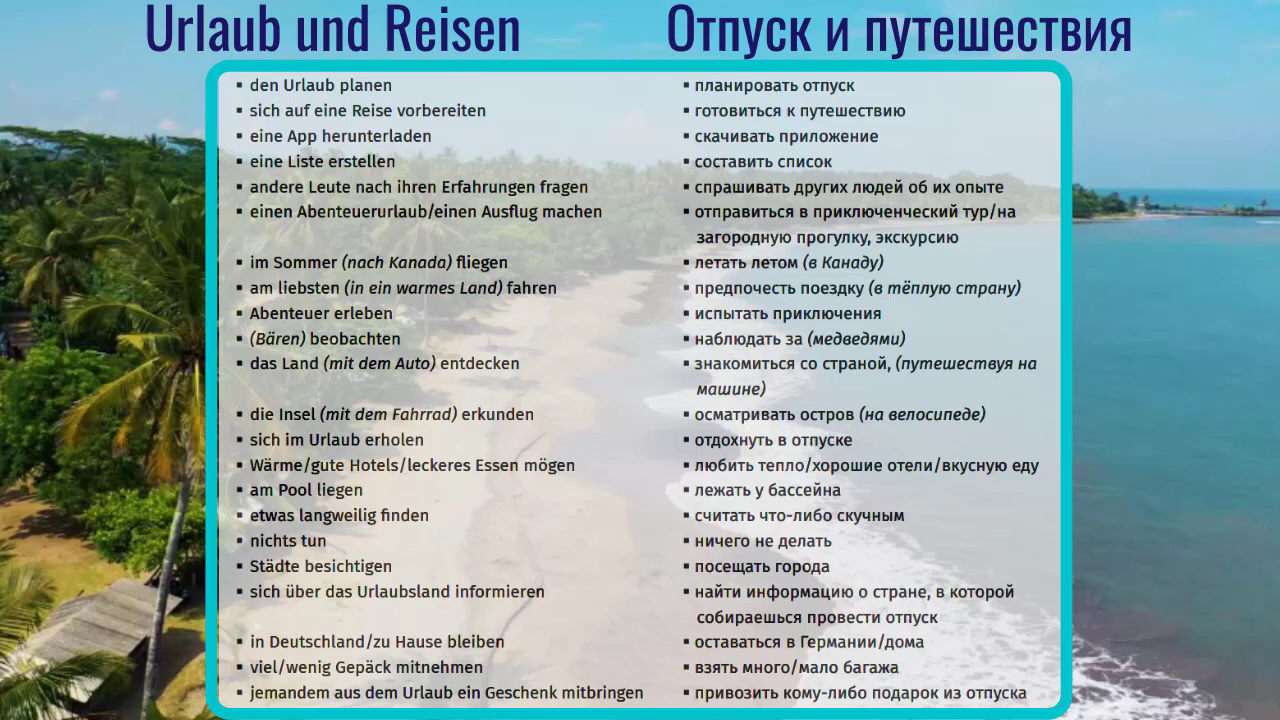 Urlaub und Reisen
Отпуск и путешествия
▪ den Urlaub planen
▪ sich auf eine Reise vorbereiten
▪ eine App herunterladen
▪ eine Liste erstellen
▪ andere Leute nach ihren Erfahrungen fragen
▪ einen Abenteuerurlaub/einen Ausflug machen
▪ im Sommer (nach Kanada) fliegen
▪ am liebsten (in ein warmes Land) fahren
▪ Abenteuer erleben
▪ (Bären) beobachten
▪ das Land (mit dem Auto) entdecken
▪ die Insel (mit dem Fahrrad) erkunden
▪ sich im Urlaub erholen
▪ Wärme/gute Hotels/leckeres Essen mögen
▪ am Pool liegen
▪ etwas langweilig finden
▪ nichts tun
▪ Städte besichtigen
▪ sich über das Urlaubsland informieren
▪ in Deutschland/zu Hause bleiben
▪ viel/wenig Gepäck mitnehmen
▪ jemandem aus dem Urlaub ein Geschenk mitbringen
▪ планировать отпуск
▪ готовиться к путешествию
▪ скачивать приложение
▪ составить список
▪ спрашивать других людей об их опыте
▪ отправиться в приключенческий тур/на
загородную прогулку, экскурсию
▪ летать летом (в Канаду)
▪ предпочесть поездку (в тёплую страну)
▪ испытать приключения
▪ наблюдать за (медведями)
▪ знакомиться со страной, (путешествуя на
машине)
▪ осматривать остров (на велосипеде)
▪ отдохнуть в отпуске
▪ любить тепло/хорошие отели/вкусную еду
▪ лежать у бассейна
▪ считать что-либо скучным
▪ ничего не делать
▪ посещать города
▪ найти информацию о стране, в которой
собираешься провести отпуск
▪ оставаться в Германии/дома
▪ взять много/мало багажа
▪ привозить кому-либо подарок из отпуска